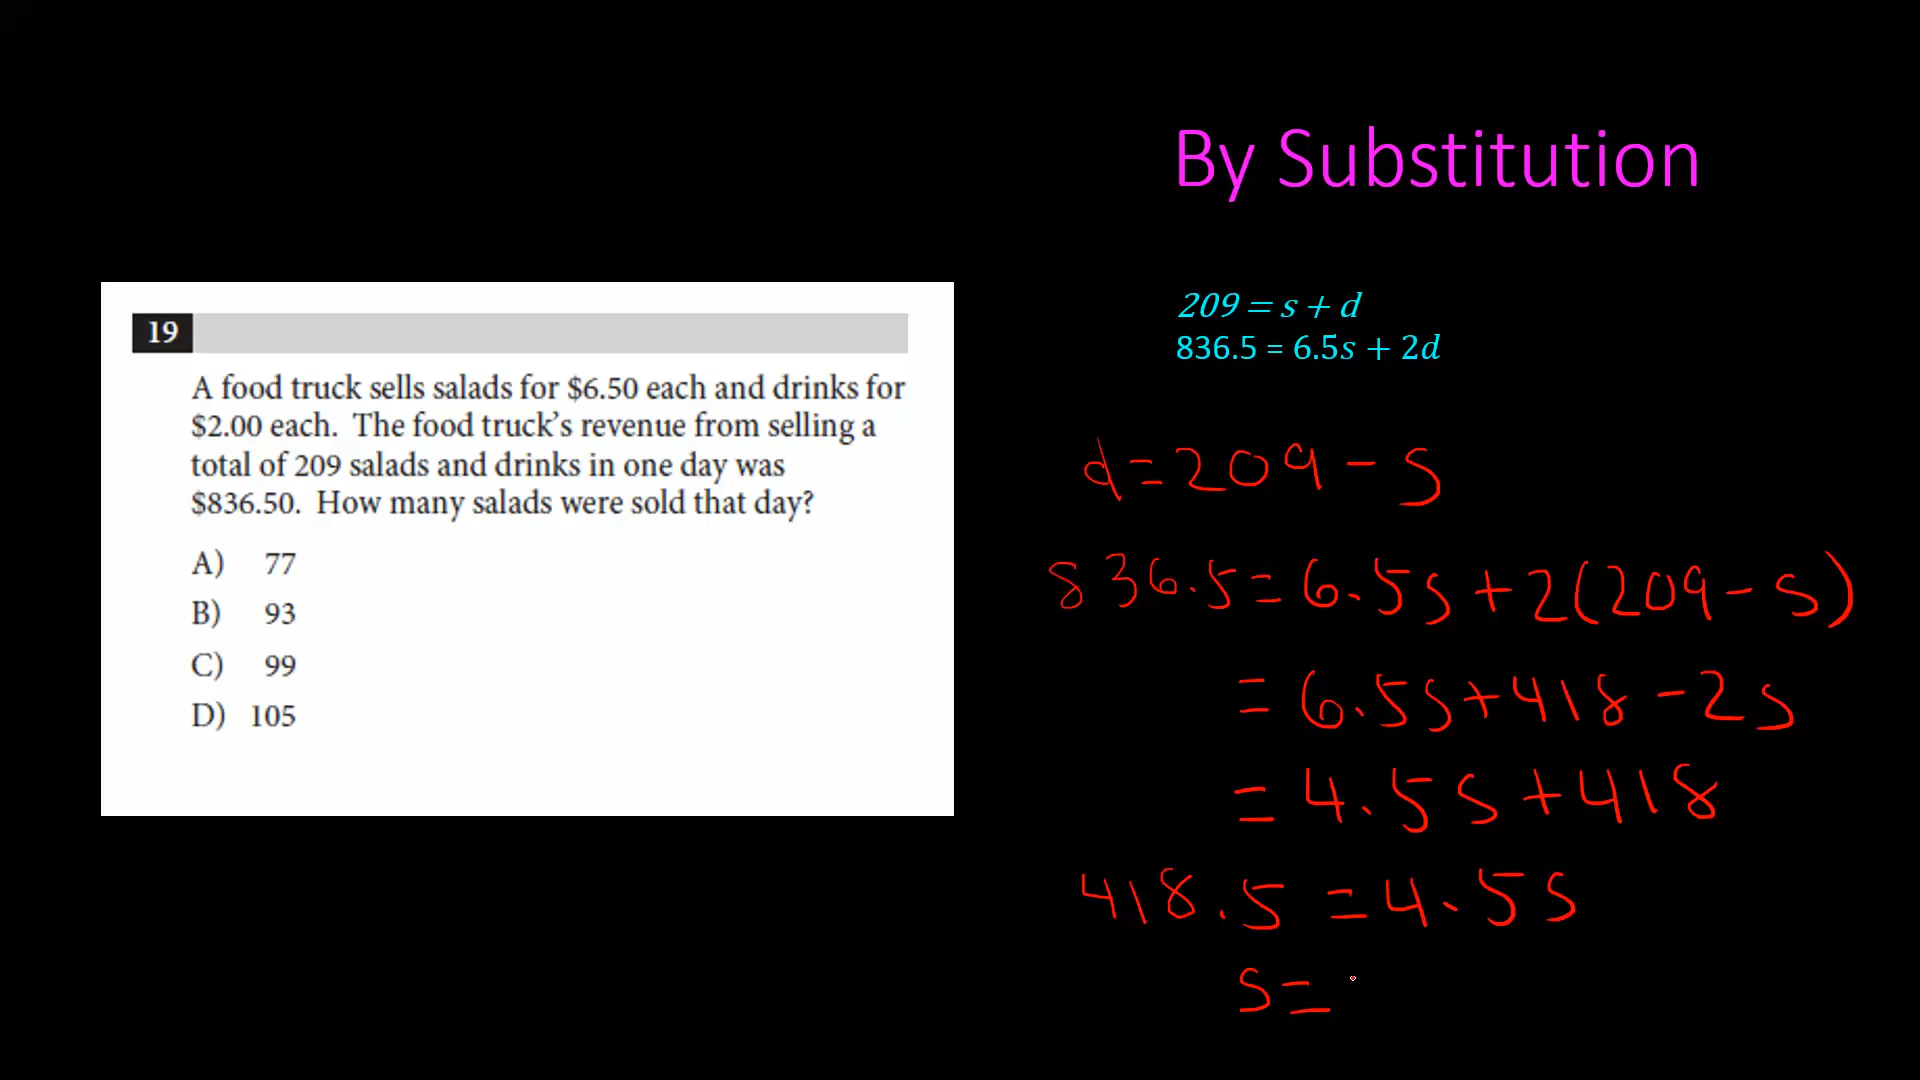 19
A food truck sells salads for $6.50 each and drinks for
$2.00 each. The food truck’s revenue from selling a
total of 209 salads and drinks in one day was
$836.50. How many salads were sold that day?
A) 77
B) 93
C) 99
D) 105
By Substitution
209 = s + d
836.5 = 6.5s + 2d
d = 209 - s
836.5 = 6.5s + 2(209 - s)
= 6.5s + 418 - 2s
= 4.5s + 418
418.5 = 4.5s
s =